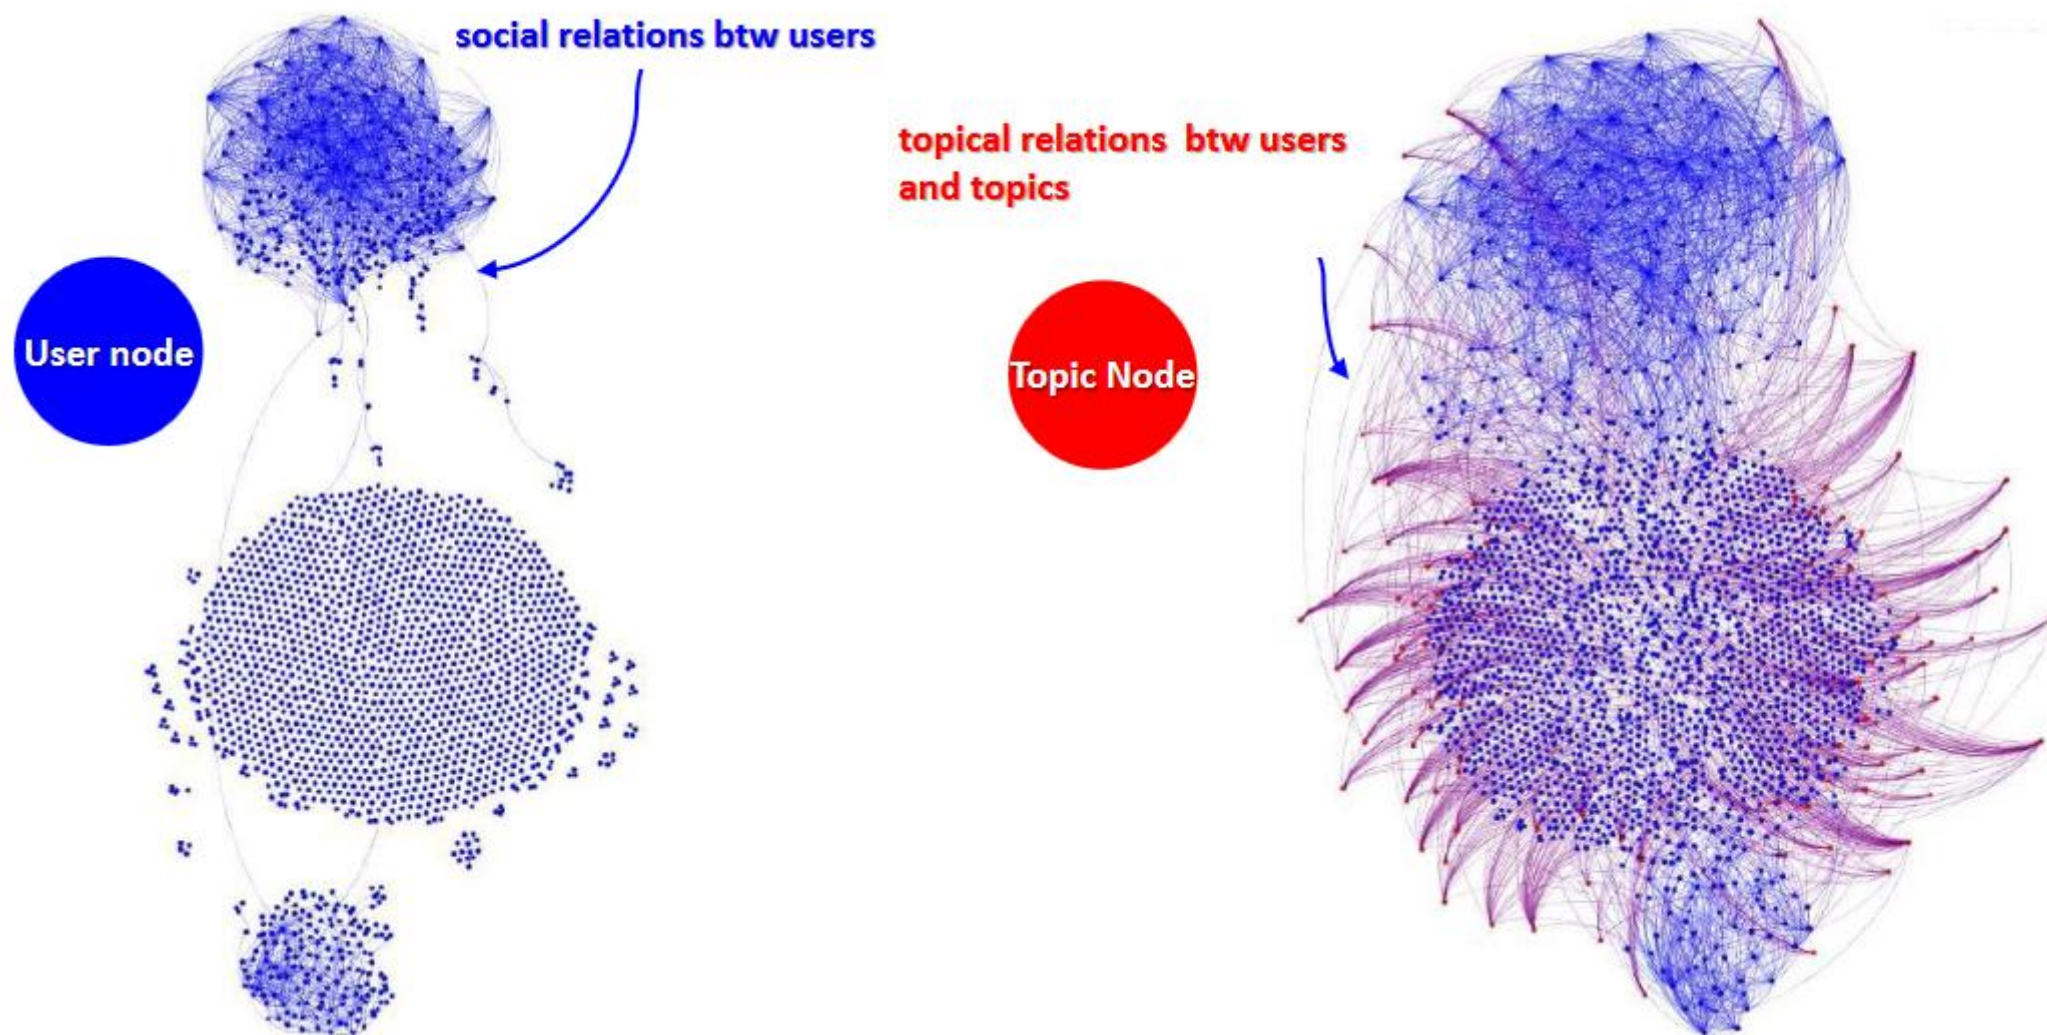 social relations btw users
topical relations btw users
and topics
User node
Topic Node